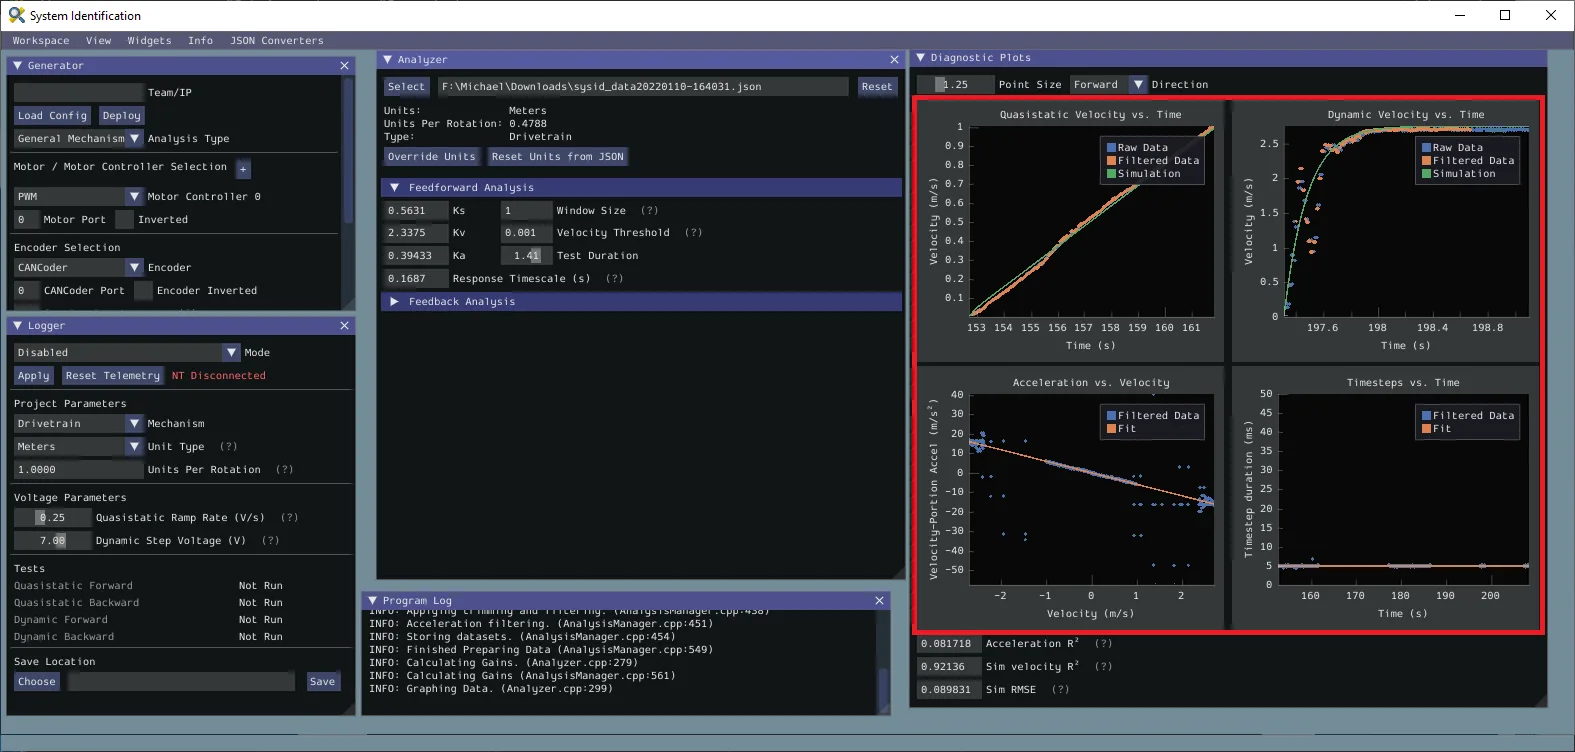 System Identification
Workspace View Widgets Info JSON Converters
Generator
Team/IP
Load Config Deploy
General Mechanism Analysis Type
Motor / Motor Controller Selection +
PWM Motor Controller 0
0 Motor Port Inverted
Encoder Selection
CANCoder Encoder
0 CANCoder Port Encoder Inverted
Logger
Disabled Mode
Apply Reset Telemetry NT Disconnected
Project Parameters
Drivetrain Mechanism
Meters Unit Type (?)
1.0000 Units Per Rotation (?)
Voltage Parameters
0.25 Quasistatic Ramp Rate (V/s) (?)
7.00 Dynamic Step Voltage (V) (?)
Tests
Quasistatic Forward Not Run
Quasistatic Backward Not Run
Dynamic Forward Not Run
Dynamic Backward Not Run
Save Location
Choose Save
Analyzer
Select F:\Michael\Downloads\sysid_data20220110-164031.json Reset
Units: Meters
Units Per Rotation: 0.4788
Type: Drivetrain
Override Units Reset Units from JSON
Feedforward Analysis
0.5631 Ks 1 Window Size (?)
2.3375 Kv 0.001 Velocity Threshold (?)
0.39433 Ka 1.41 Test Duration
0.1687 Response Timescale (s) (?)
Feedback Analysis
Program Log
INFO: Applying trimming and filtering. (AnalysisManager.cpp:438)
INFO: Acceleration filtering. (AnalysisManager.cpp:451)
INFO: Storing datasets. (AnalysisManager.cpp:454)
INFO: Finished Preparing Data (AnalysisManager.cpp:549)
INFO: Calculating Gains. (Analyzer.cpp:279)
INFO: Calculating Gains (AnalysisManager.cpp:561)
INFO: Graphing Data. (Analyzer.cpp:299)
Diagnostic Plots
1.25 Point Size Forward Direction
Quasistatic Velocity vs. Time
Raw Data
Filtered Data
Simulation
Velocity (m/s)
1
0.9
0.8
0.7
0.6
0.5
0.4
0.3
0.2
0.1
153 154 155 156 157 158 159 160 161
Time (s)
Dynamic Velocity vs. Time
Raw Data
Filtered Data
Simulation
Velocity (m/s)
2.5
2
1.5
1
0.5
0
197.6 198 198.4 198.8
Time (s)
Acceleration vs. Velocity
Filtered Data
Fit
Velocity-Portion Accel (m/s²)
40
30
20
10
0
-10
-20
-30
-40
-50
-2 -1 0 1 2
Velocity (m/s)
Timesteps vs. Time
Filtered Data
Fit
Timestep duration (ms)
50
45
40
35
30
25
20
15
10
5
0
160 170 180 190 200
Time (s)
0.081718 Acceleration R² (?)
0.92136 Sim velocity R² (?)
0.089831 Sim RMSE (?)